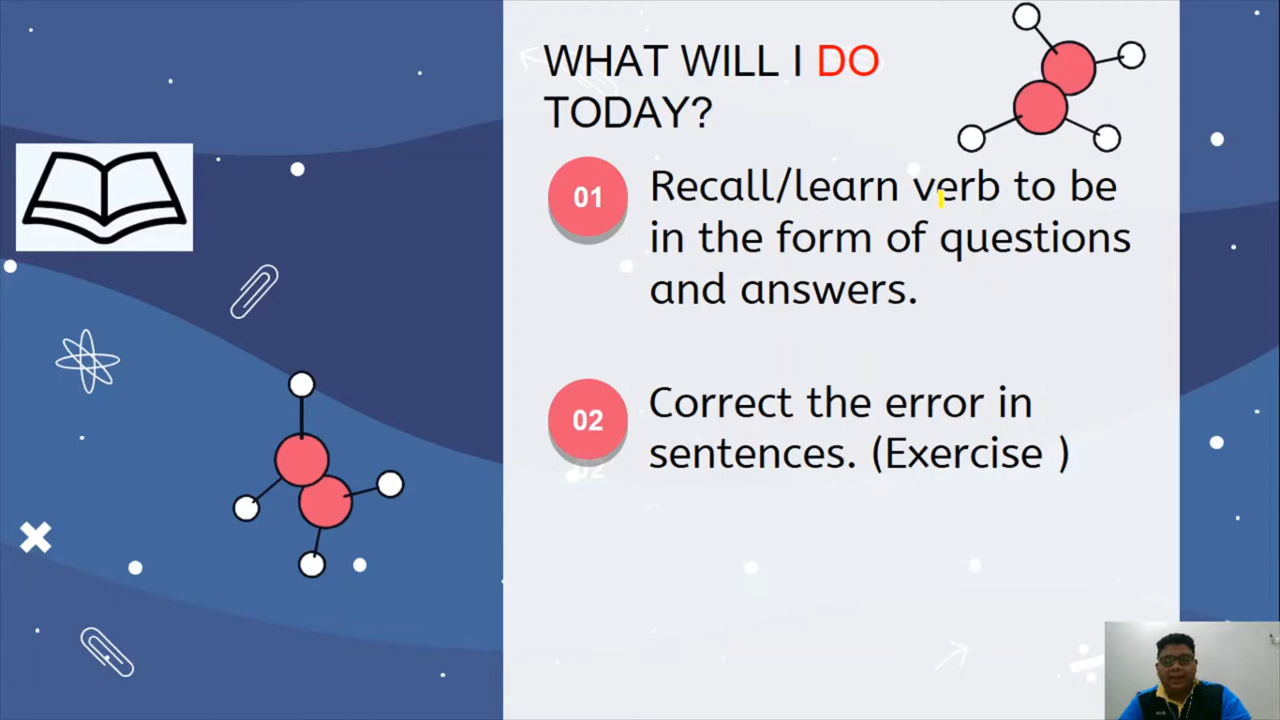 WHAT WILL I DO
TODAY?
01
Recall/learn verb to be
in the form of questions
and answers.
02
Correct the error in
sentences. (Exercise )
02